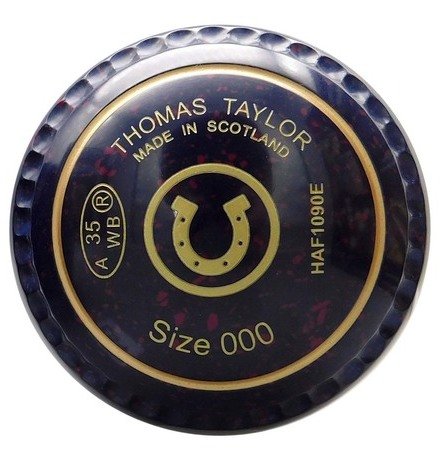 THOMAS TAYLOR
MADE IN SCOTLAND
A 35 ®
WB
HAF1090E
Size 000